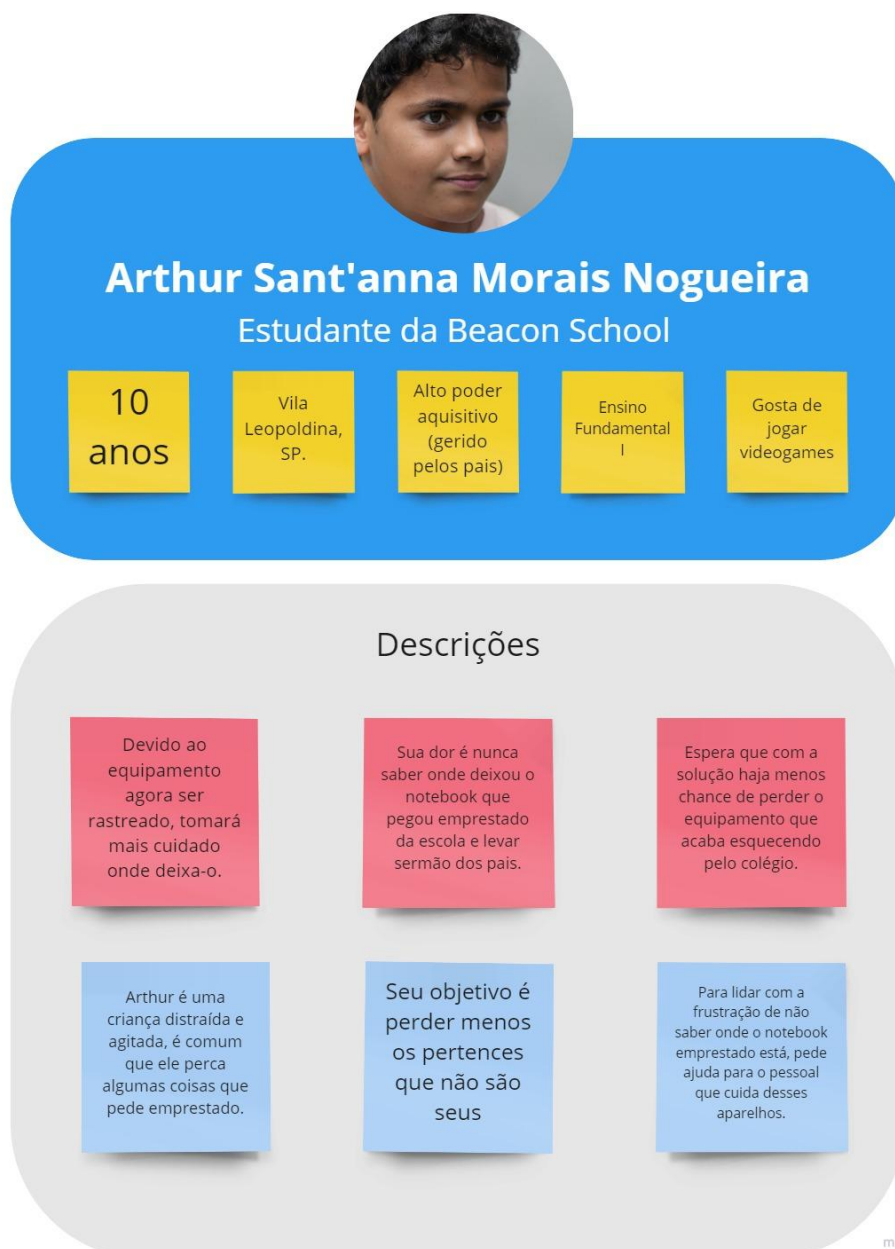 Arthur Sant'anna Morais Nogueira
Estudante da Beacon School
10
anos
Vila
Leopoldina,
SP.
Alto poder
aquisitivo
(gerido
pelos pais)
Ensino
Fundamental
I
Gosta de
jogar
videogames
Descrições
Devido ao
equipamento
agora ser
rastreado, tomará
mais cuidado
onde deixa-o.
Sua dor é nunca
saber onde deixou o
notebook que
pegou emprestado
da escola e levar
sermão dos pais.
Espera que com a
solução haja menos
chance de perder o
equipamento que
acaba esquecendo
pelo colégio.
Arthur é uma
criança distraída e
agitada, é comum
que ele perca
algumas coisas que
pede emprestado.
Seu objetivo é
perder menos
os pertences
que não são
seus
Para lidar com a
frustração de não
saber onde o notebook
emprestado está, pede
ajuda para o pessoal
que cuida desses
aparelhos.